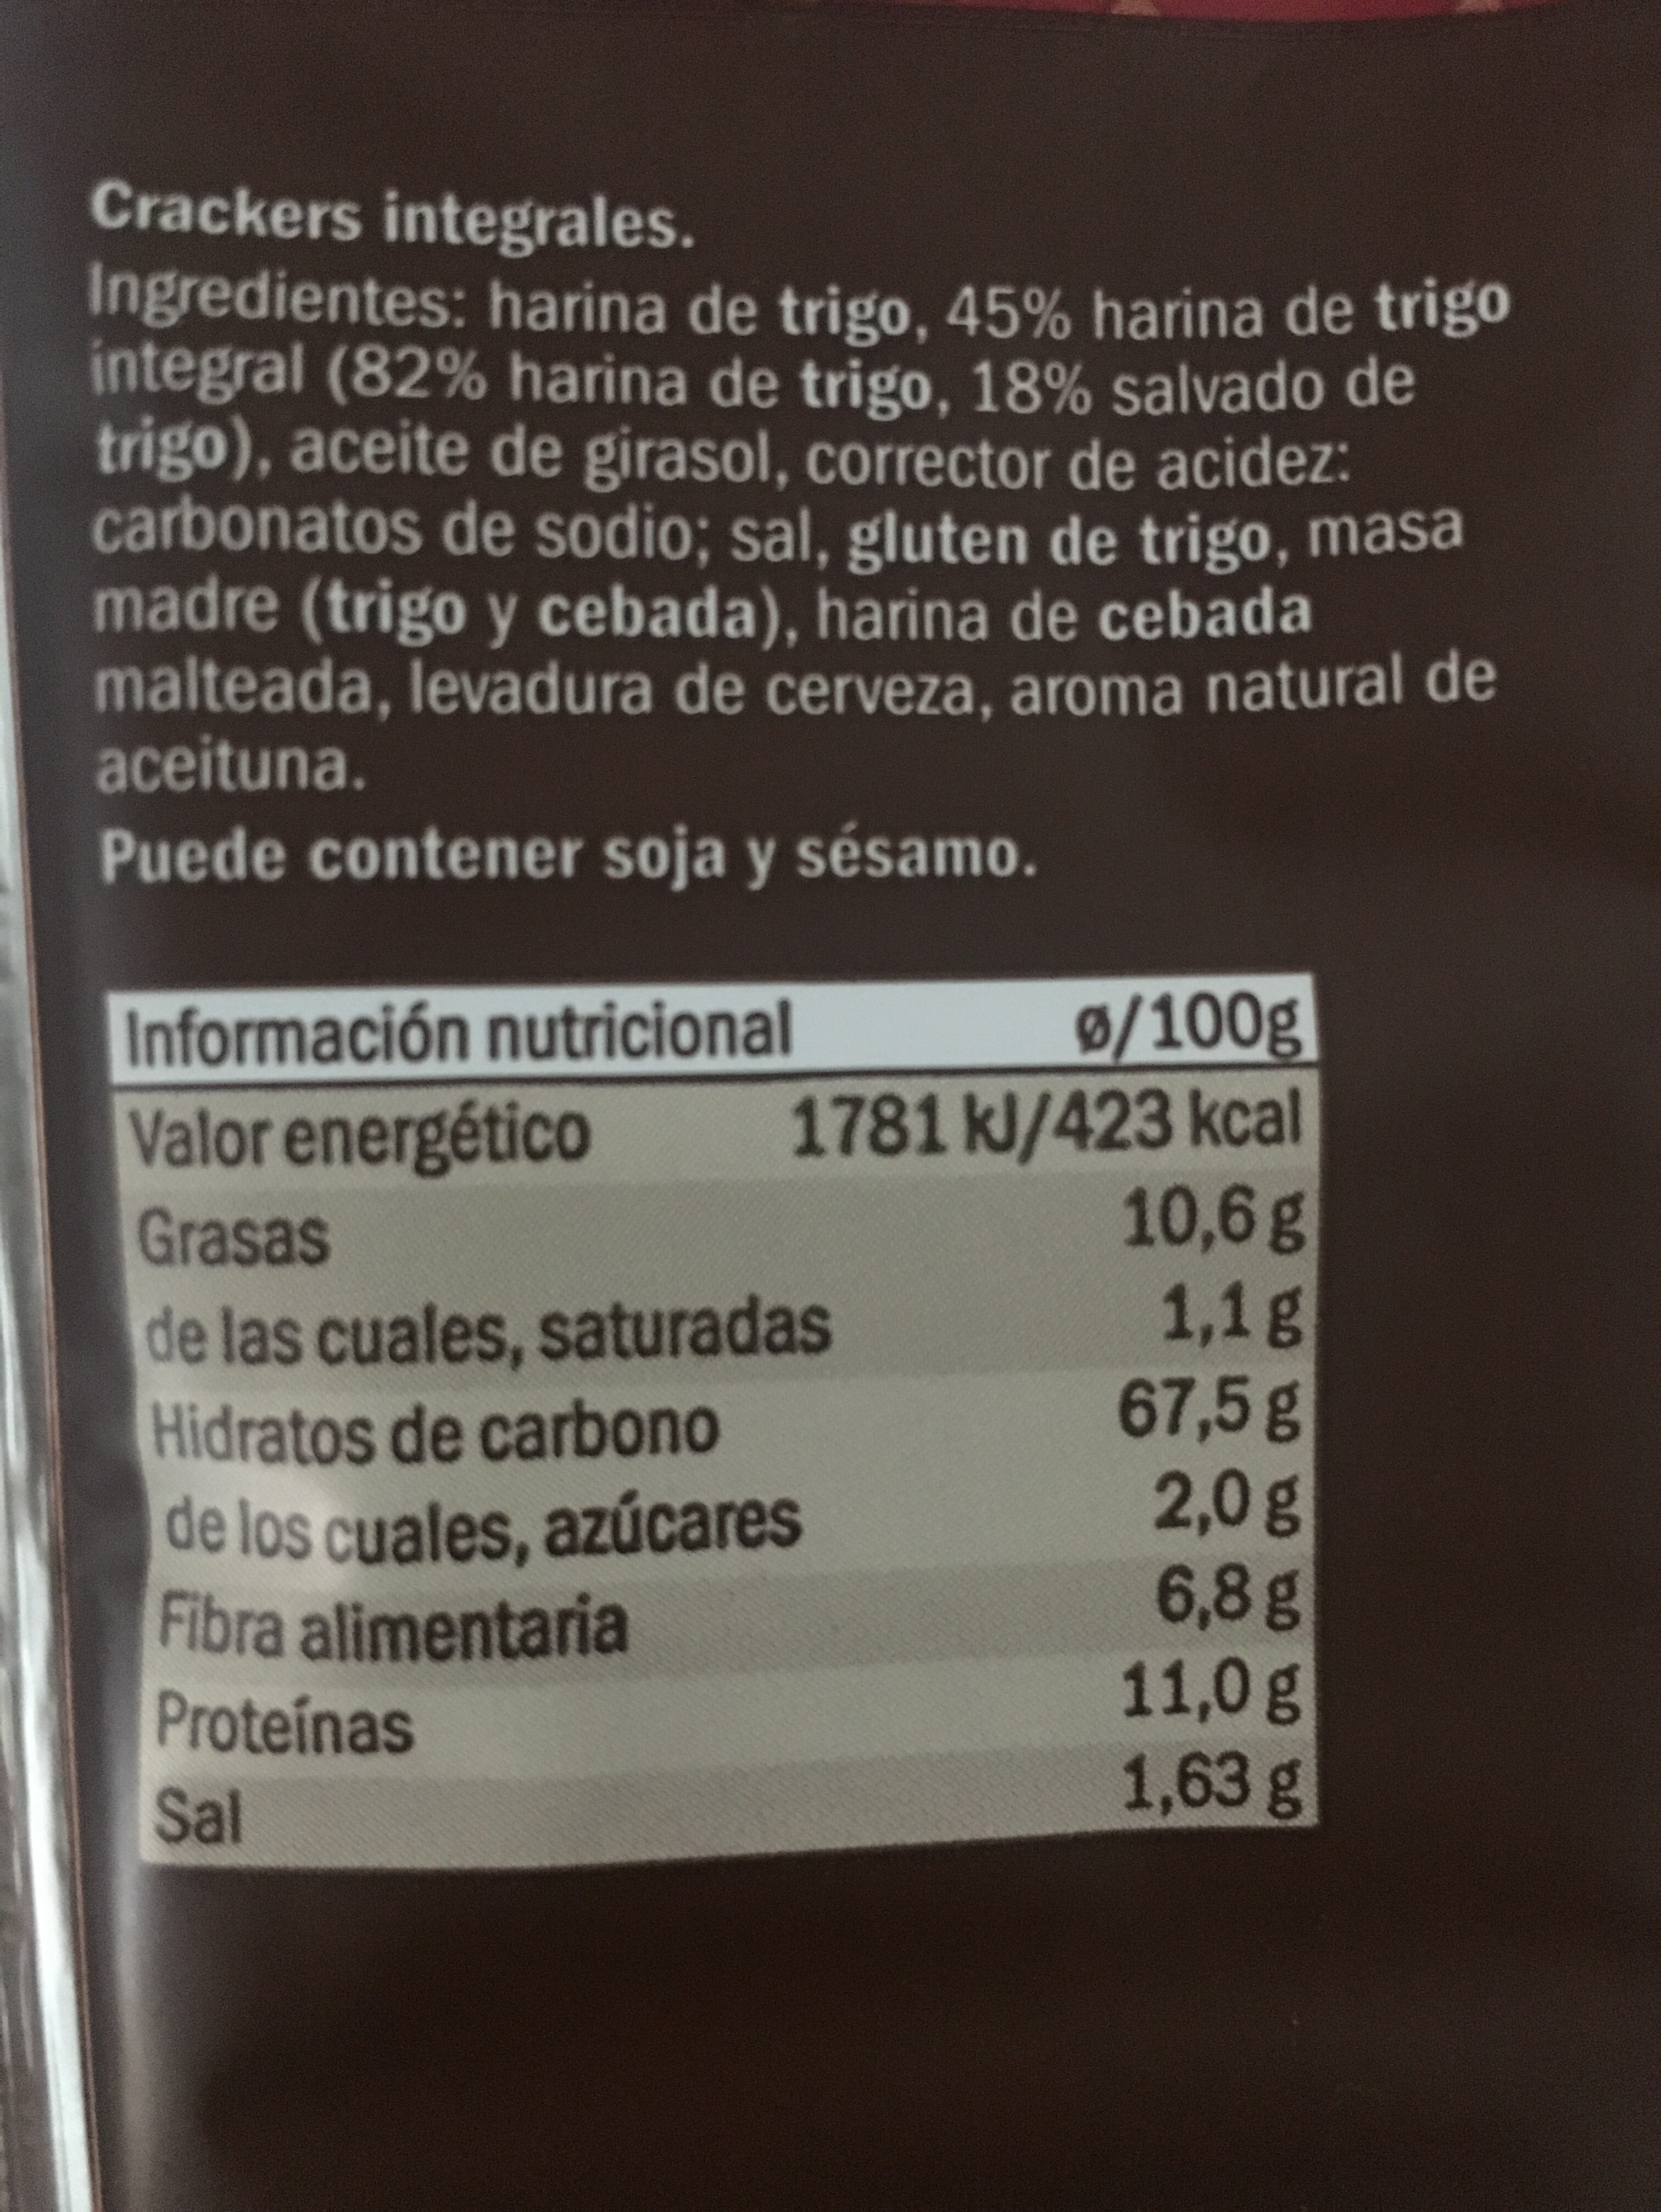 Crackers integrales.
Ingredientes: harina de trigo, 45% harina de trigo
integral (82% harina de trigo, 18% salvado de
trigo), aceite de girasol, corrector de acidez:
carbonatos de sodio; sal, gluten de trigo, masa
madre (trigo y cebada), harina de cebada
malteada, levadura de cerveza, aroma natural de
aceituna.
Puede contener soja y sésamo.
Información nutricional ø/100g
Valor energético 1781 kJ/423 kcal
Grasas 10,6 g
de las cuales, saturadas 1,1 g
Hidratos de carbono 67,5 g
de los cuales, azúcares 2,0 g
Fibra alimentaria 6,8 g
Proteínas 11,0 g
Sal 1,63 g